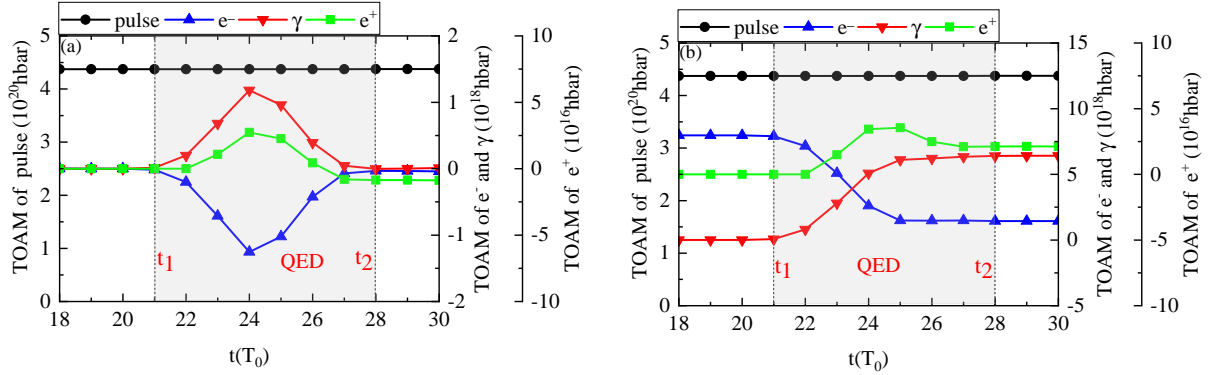 pulse e⁻ γ e⁺
(a)
TOAM of pulse (10²⁰hbar)
5
4
3
2
1
0
2
1
0
-1
-2
TOAM of e⁻ and γ (10¹⁸hbar)
10
5
0
-5
-10
TOAM of e⁺ (10¹⁶hbar)
t₁ QED t₂
18 20 22 24 26 28 30
t(T₀)
pulse e⁻ γ e⁺
(b)
TOAM of pulse (10²⁰hbar)
5
4
3
2
1
0
15
10
5
0
-5
TOAM of e⁻ and γ (10¹⁸hbar)
10
5
0
-5
-10
TOAM of e⁺ (10¹⁶hbar)
t₁ QED t₂
18 20 22 24 26 28 30
t(T₀)